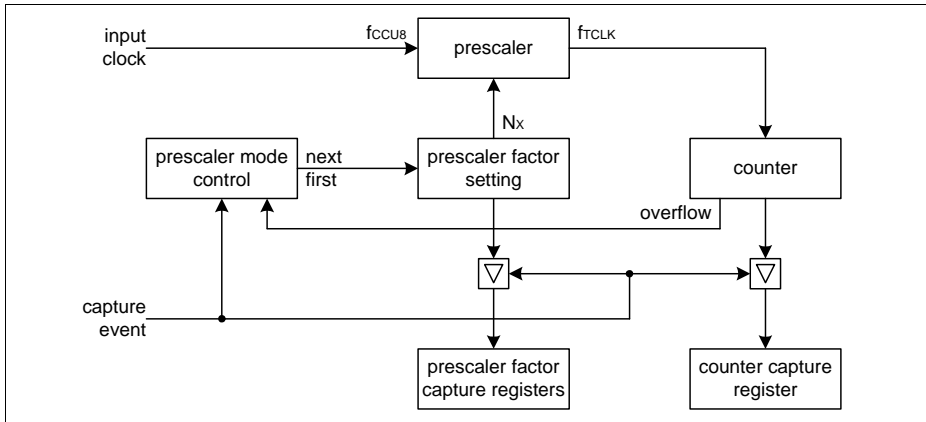 input
clock
fCCU8
prescaler
fTCLK
NX
prescaler mode
control
next
first
prescaler factor
setting
counter
overflow
capture
event
prescaler factor
capture registers
counter capture
register